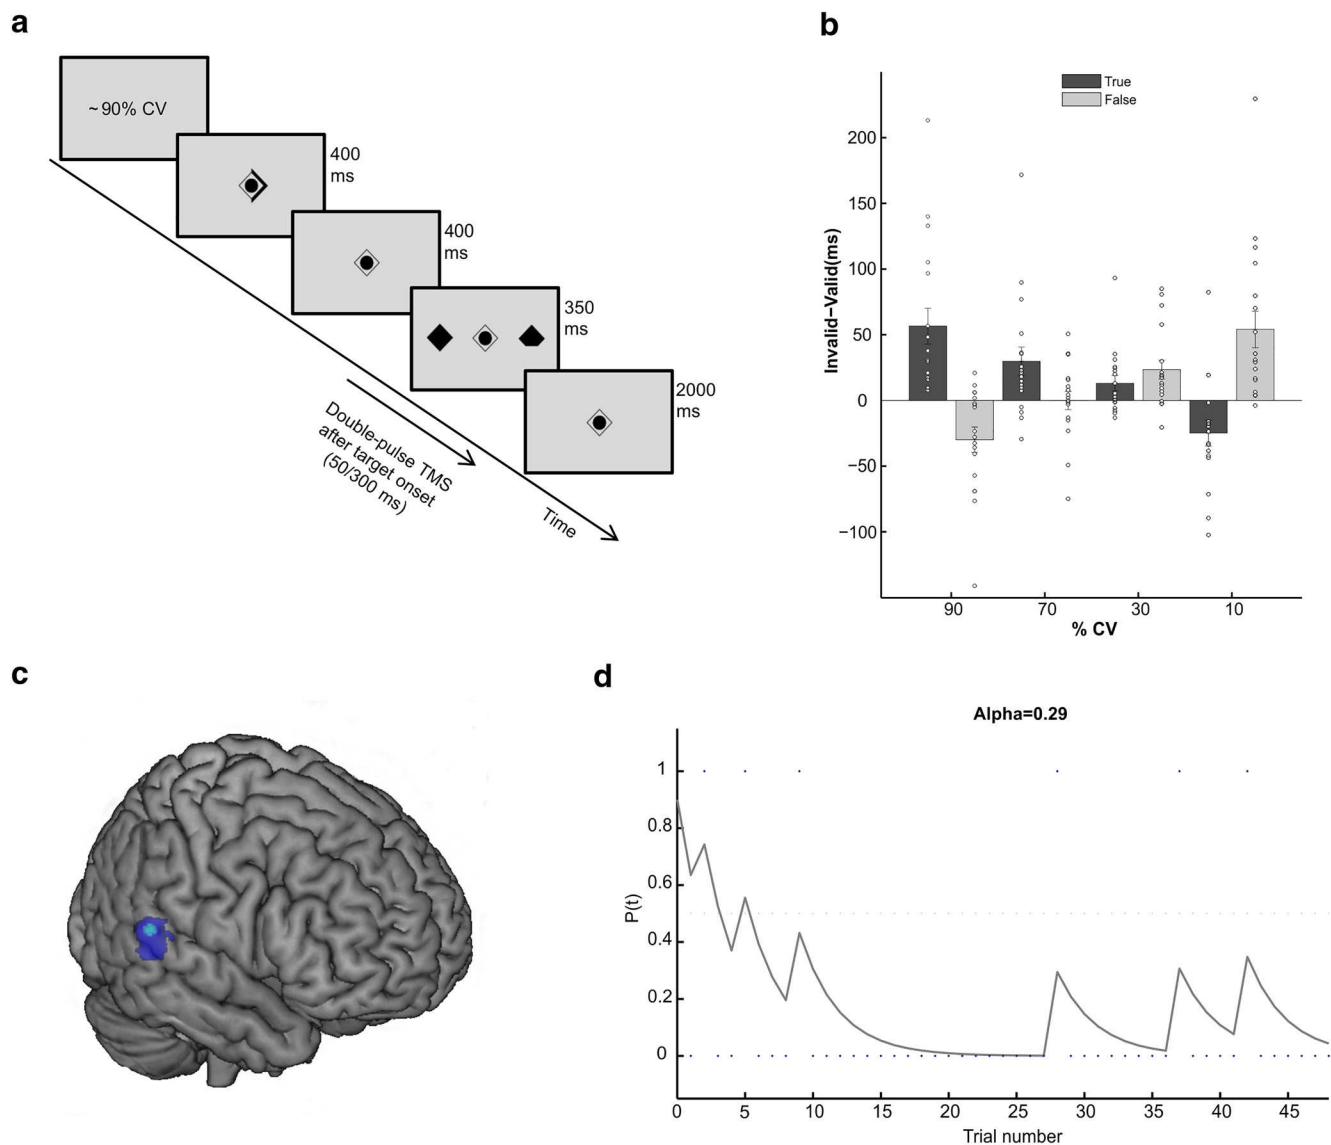 a
~ 90% CV
400
ms
400
ms
350
ms
2000
ms
Double-pulse TMS
after target onset
(50/300 ms)
Time
b
True
False
Invalid−Valid(ms)
200
150
100
50
0
−50
−100
90 70 30 10
% CV
c
d
Alpha=0.29
P(t)
1
0.8
0.6
0.4
0.2
0
0 5 10 15 20 25 30 35 40 45
Trial number